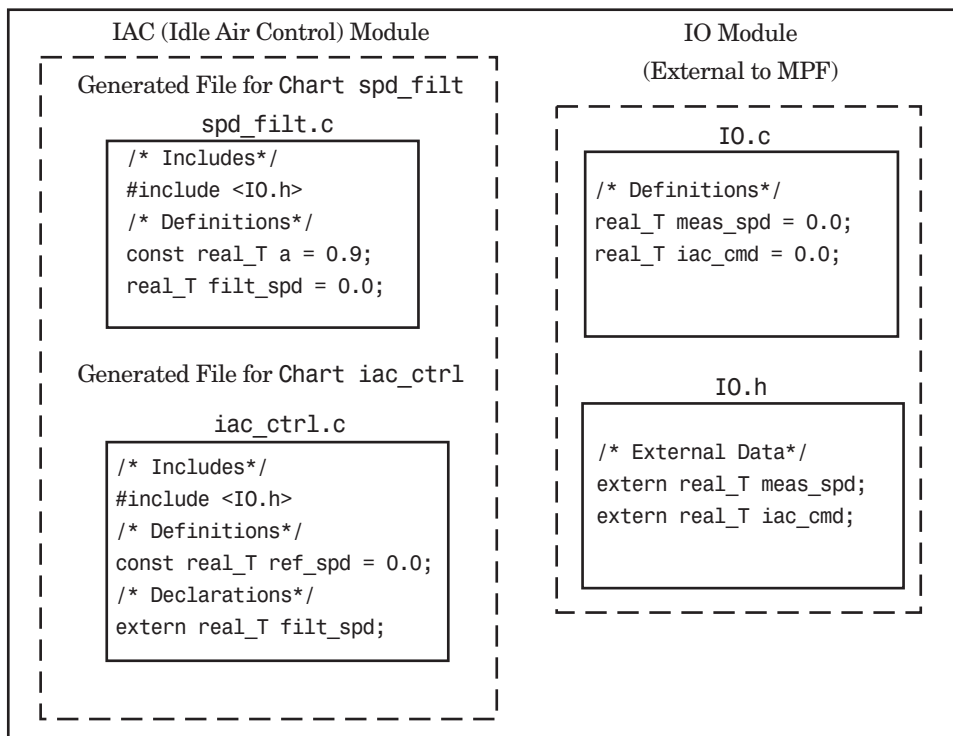 IAC (Idle Air Control) Module
Generated File for Chart spd_filt
spd_filt.c
/* Includes*/
#include <IO.h>
/* Definitions*/
const real_T a = 0.9;
real_T filt_spd = 0.0;
Generated File for Chart iac_ctrl
iac_ctrl.c
/* Includes*/
#include <IO.h>
/* Definitions*/
const real_T ref_spd = 0.0;
/* Declarations*/
extern real_T filt_spd;
IO Module
(External to MPF)
IO.c
/* Definitions*/
real_T meas_spd = 0.0;
real_T iac_cmd = 0.0;
IO.h
/* External Data*/
extern real_T meas_spd;
extern real_T iac_cmd;